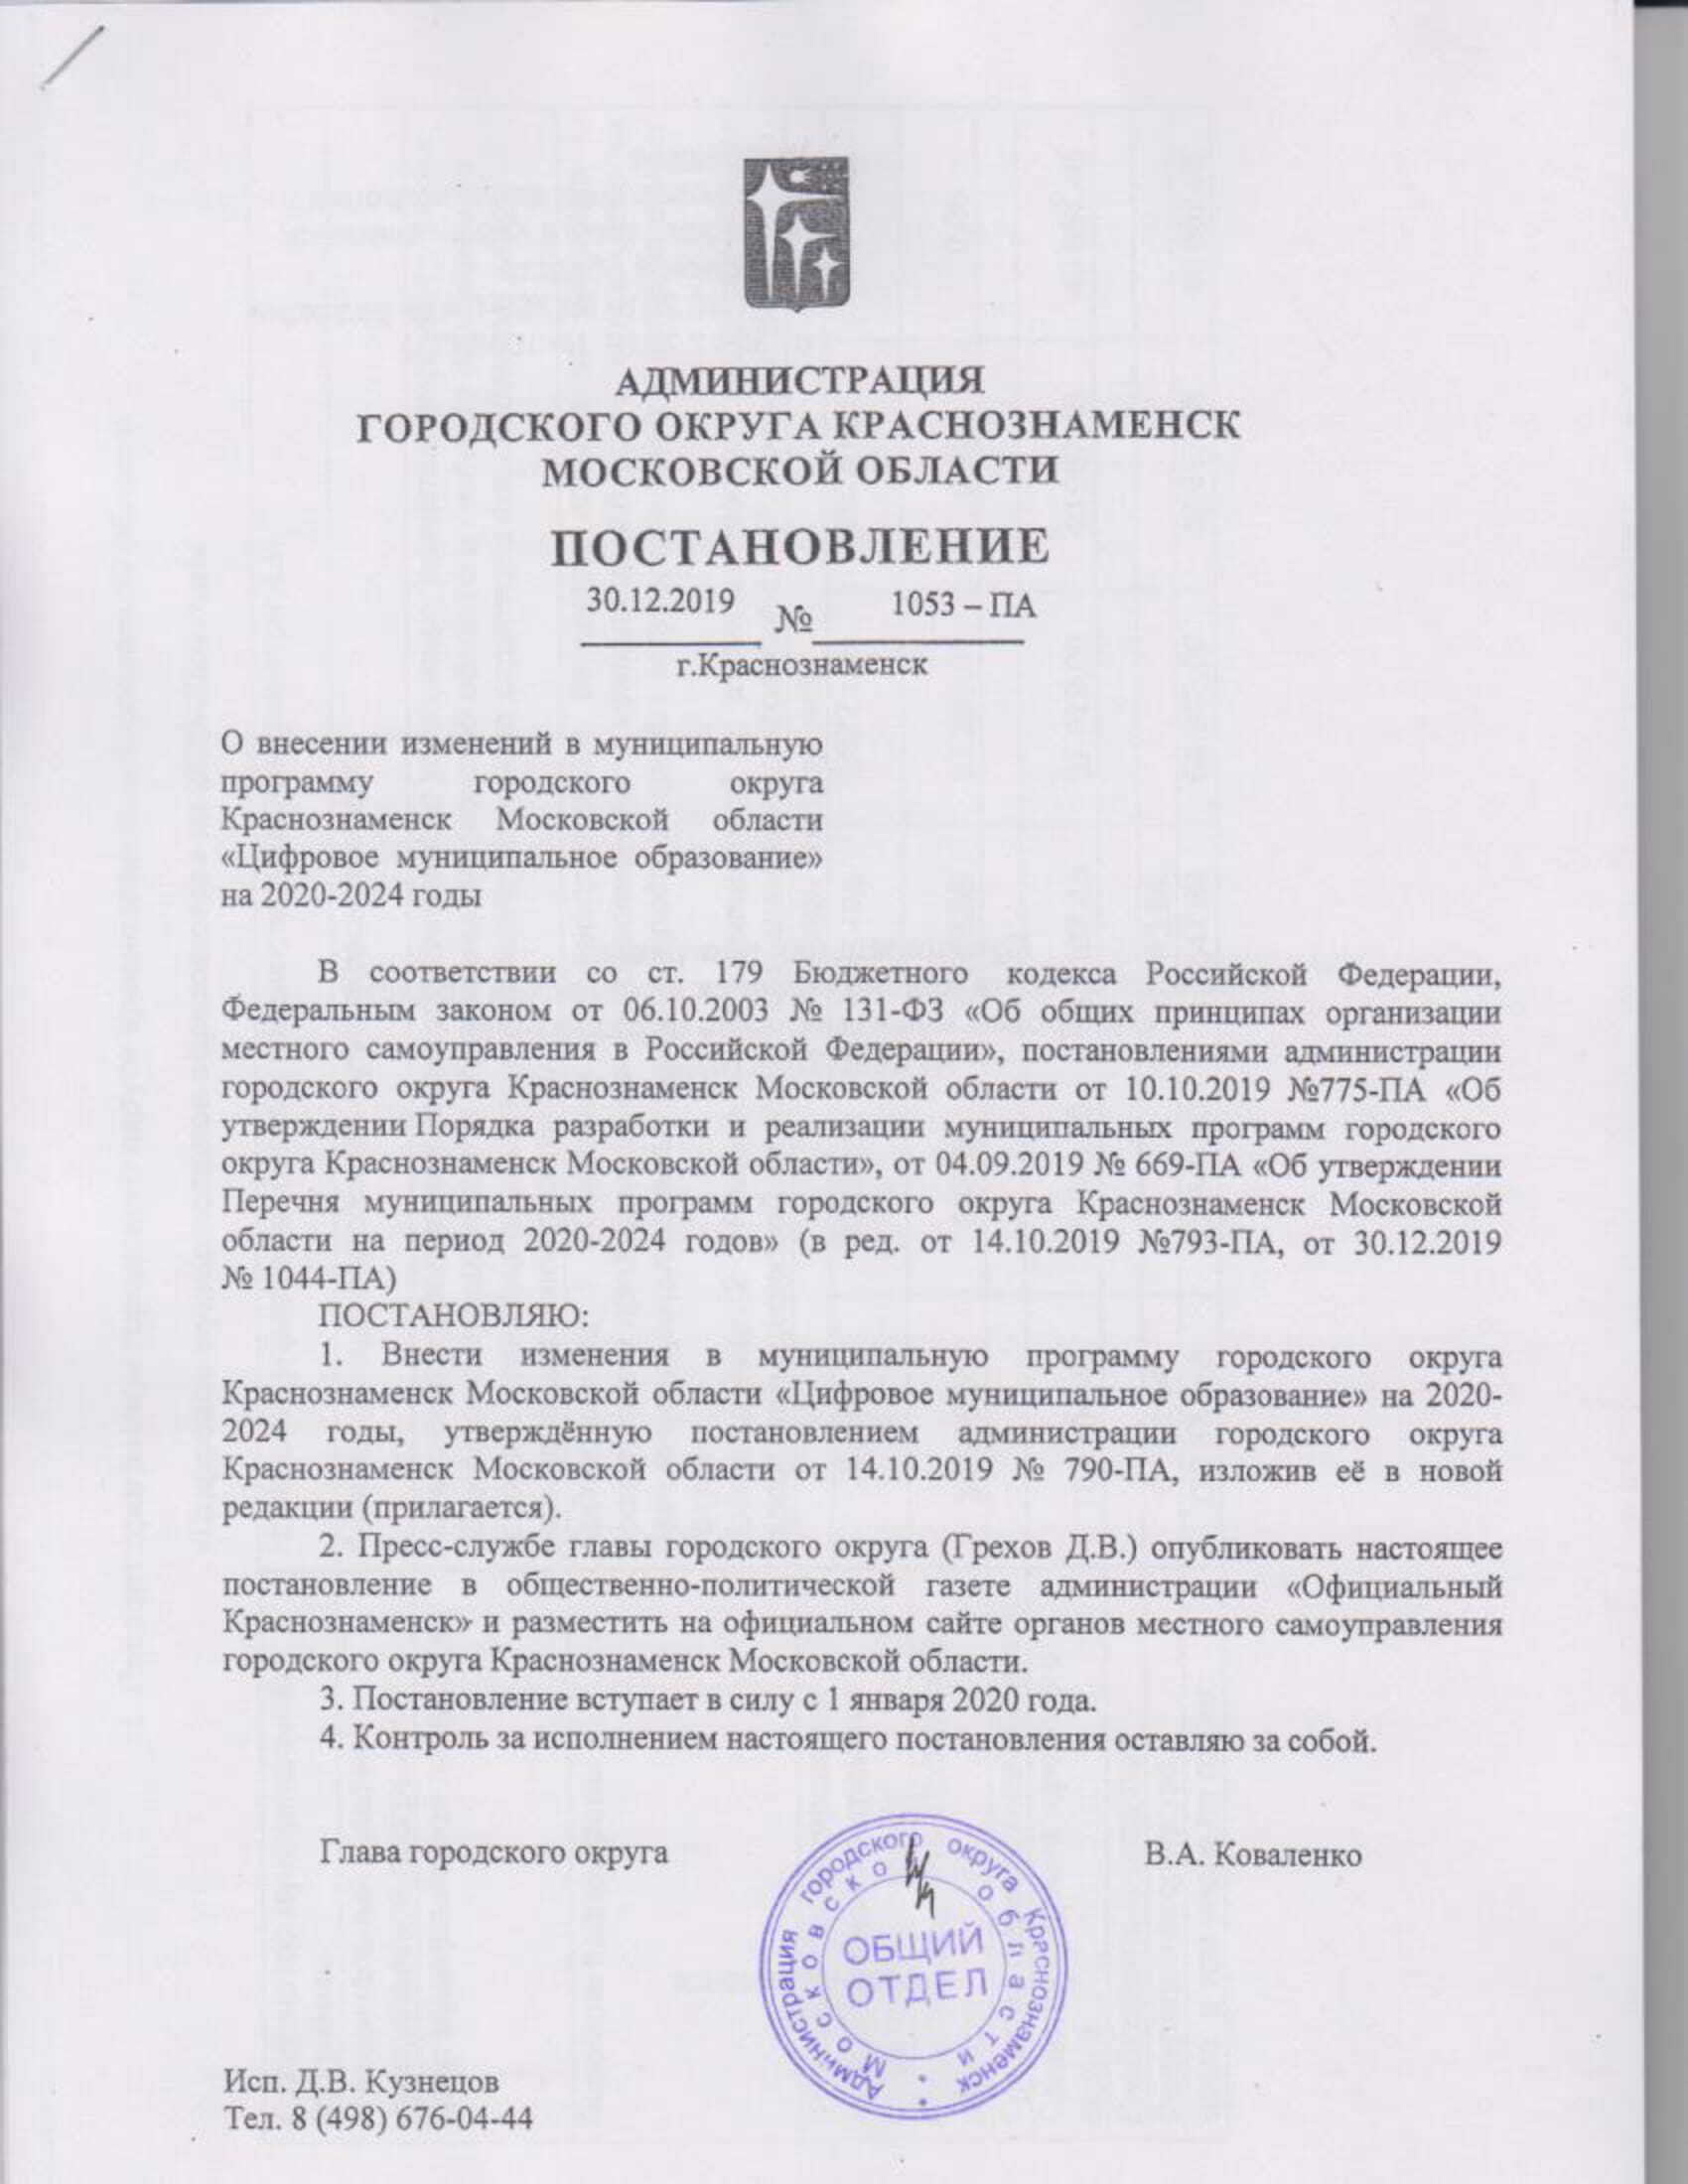 АДМИНИСТРАЦИЯ
ГОРОДСКОГО ОКРУГА КРАСНОЗНАМЕНСК
МОСКОВСКОЙ ОБЛАСТИ
ПОСТАНОВЛЕНИЕ
30.12.2019 № 1053 – ПА
г.Краснознаменск
О внесении изменений в муниципальную
программу городского округа
Краснознаменск Московской области
«Цифровое муниципальное образование»
на 2020-2024 годы
В соответствии со ст. 179 Бюджетного кодекса Российской Федерации,
Федеральным законом от 06.10.2003 № 131-ФЗ «Об общих принципах организации
местного самоуправления в Российской Федерации», постановлениями администрации
городского округа Краснознаменск Московской области от 10.10.2019 №775-ПА «Об
утверждении Порядка разработки и реализации муниципальных программ городского
округа Краснознаменск Московской области», от 04.09.2019 № 669-ПА «Об утверждении
Перечня муниципальных программ городского округа Краснознаменск Московской
области на период 2020-2024 годов» (в ред. от 14.10.2019 №793-ПА, от 30.12.2019
№ 1044-ПА)
ПОСТАНОВЛЯЮ:
1. Внести изменения в муниципальную программу городского округа
Краснознаменск Московской области «Цифровое муниципальное образование» на 2020-
2024 годы, утверждённую постановлением администрации городского округа
Краснознаменск Московской области от 14.10.2019 № 790-ПА, изложив её в новой
редакции (прилагается).
2. Пресс-службе главы городского округа (Грехов Д.В.) опубликовать настоящее
постановление в общественно-политической газете администрации «Официальный
Краснознаменск» и разместить на официальном сайте органов местного самоуправления
городского округа Краснознаменск Московской области.
3. Постановление вступает в силу с 1 января 2020 года.
4. Контроль за исполнением настоящего постановления оставляю за собой.
Глава городского округа В.А. Коваленко
Администрация городского округа Краснознаменск
Московской области
ОБЩИЙ
ОТДЕЛ
Исп. Д.В. Кузнецов
Тел. 8 (498) 676-04-44